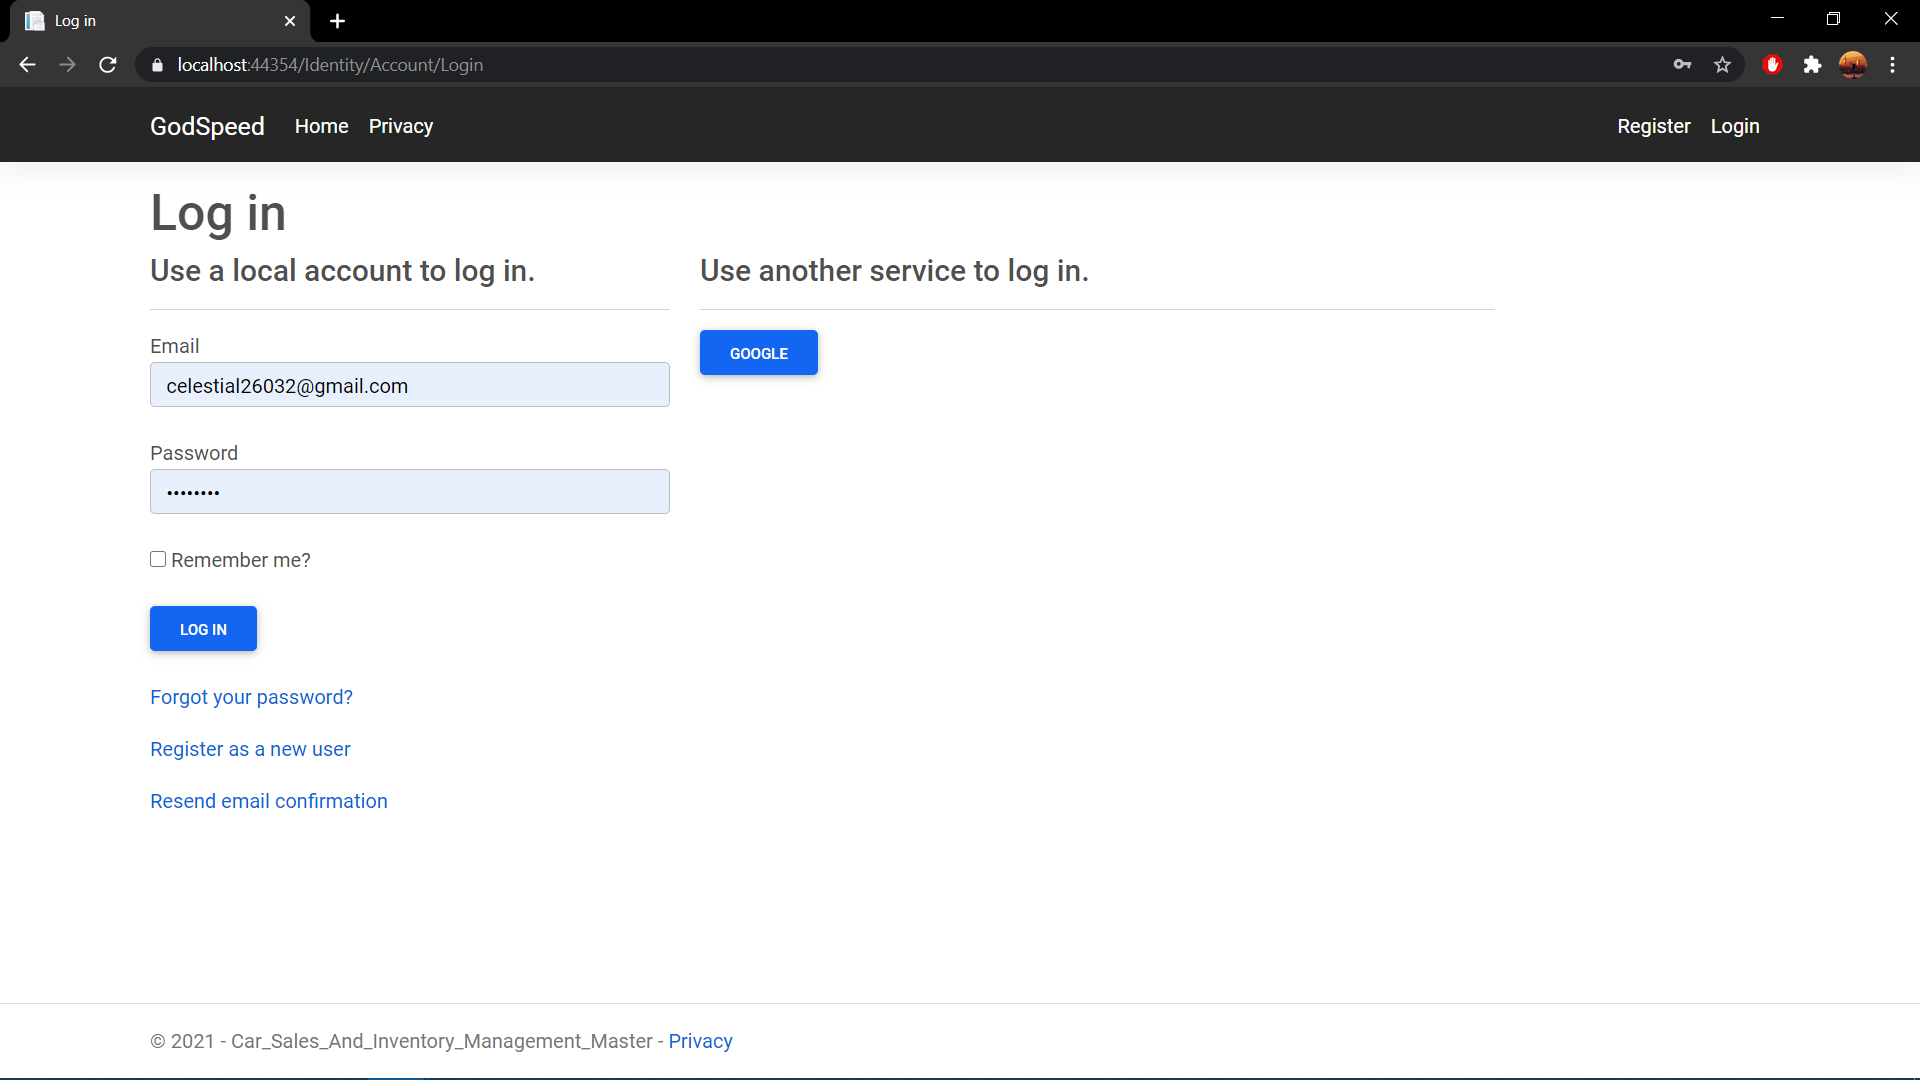 Log in
localhost:44354/Identity/Account/Login
GodSpeed Home Privacy Register Login
Log in
Use a local account to log in.
Use another service to log in.
Email
celestial26032@gmail.com
GOOGLE
Password
••••••••
Remember me?
LOG IN
Forgot your password?
Register as a new user
Resend email confirmation
© 2021 - Car_Sales_And_Inventory_Management_Master - Privacy